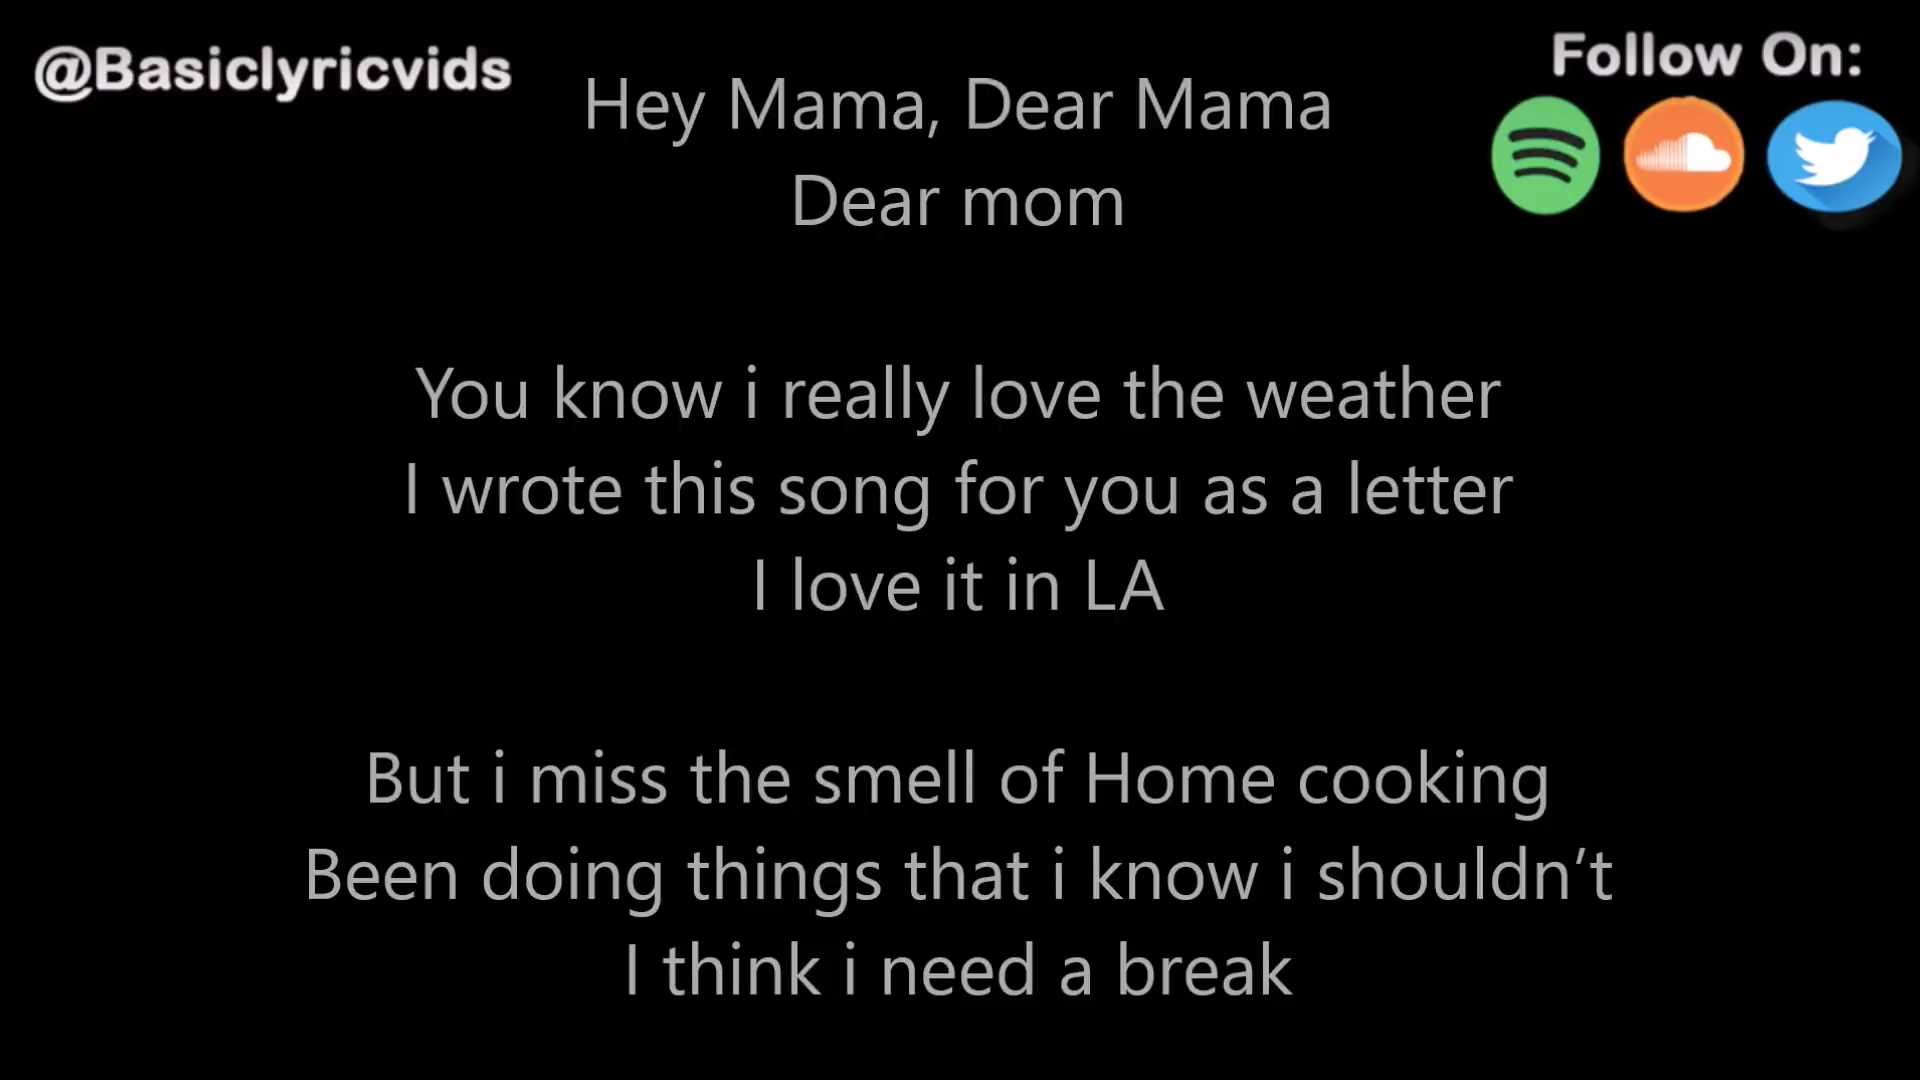 @Basiclyricvids
Follow On:
Hey Mama, Dear Mama
Dear mom
You know i really love the weather
I wrote this song for you as a letter
I love it in LA
But i miss the smell of Home cooking
Been doing things that i know i shouldn’t
I think i need a break